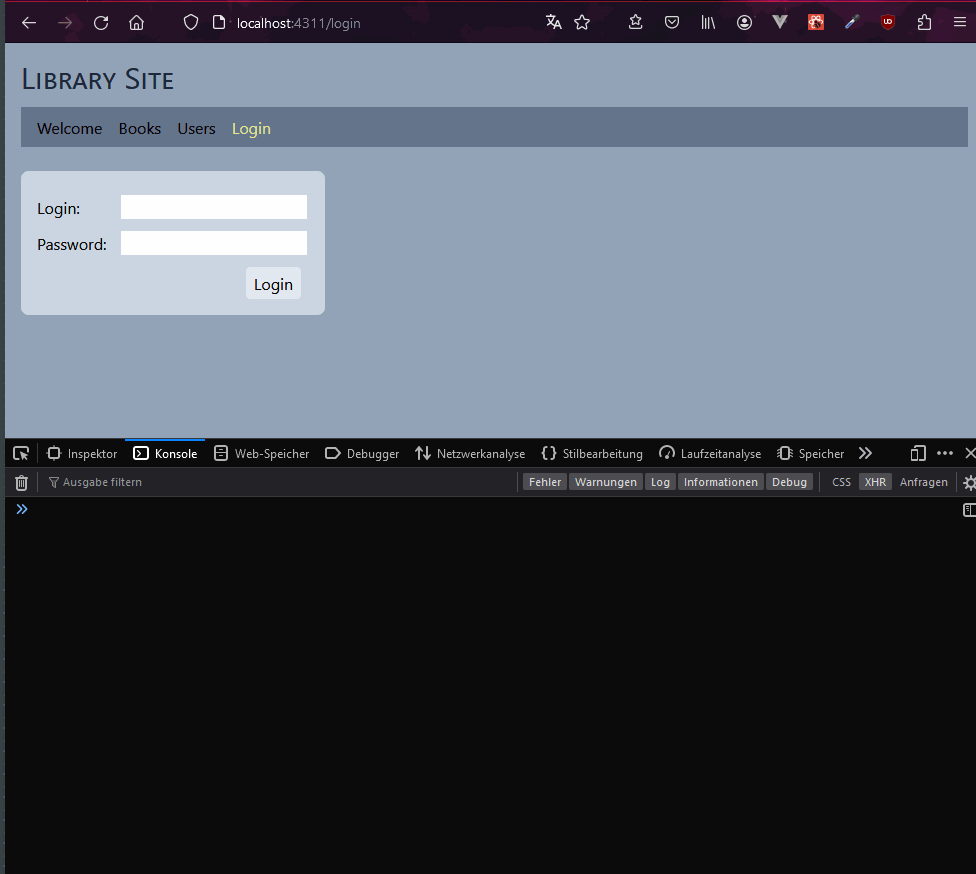 localhost:4311/login
Library Site
Welcome Books Users Login
Login:
Password:
Login
Inspektor Konsole Web-Speicher Debugger Netzwerkanalyse Stilbearbeitung Laufzeitanalyse Speicher
Ausgabe filtern Fehler Warnungen Log Informationen Debug CSS XHR Anfragen